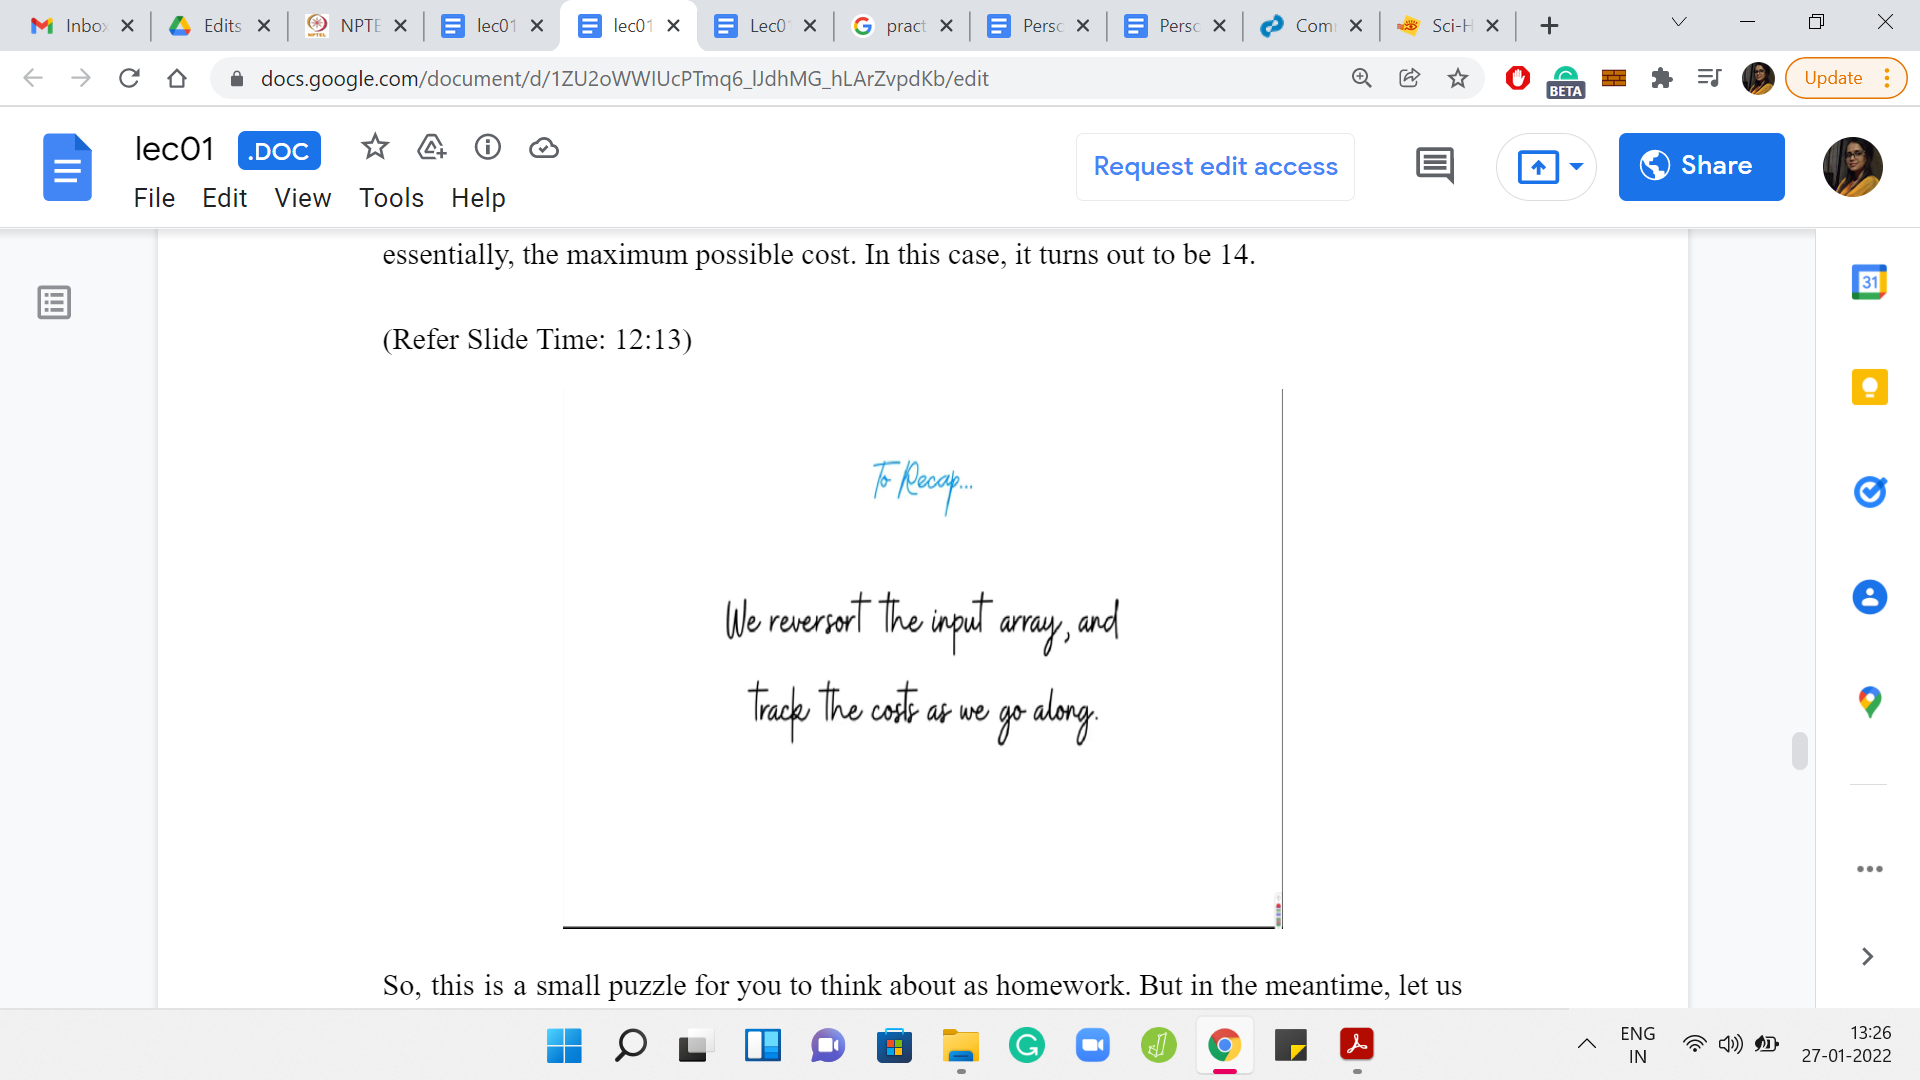 Inbox
Edits
NPTE
lec01
lec01
Lec0
pract
Perso
Perso
Com
Sci-H
docs.google.com/document/d/1ZU2oWWIUcPTmq6_lJdhMG_hLArZvpdKb/edit
BETA
Update
lec01
.DOC
Request edit access
Share
File Edit View Tools Help
31
essentially, the maximum possible cost. In this case, it turns out to be 14.
(Refer Slide Time: 12:13)
To Recap...
We reversort the input array, and
track the costs as we go along.
So, this is a small puzzle for you to think about as homework. But in the meantime, let us
ENG
IN
13:26
27-01-2022